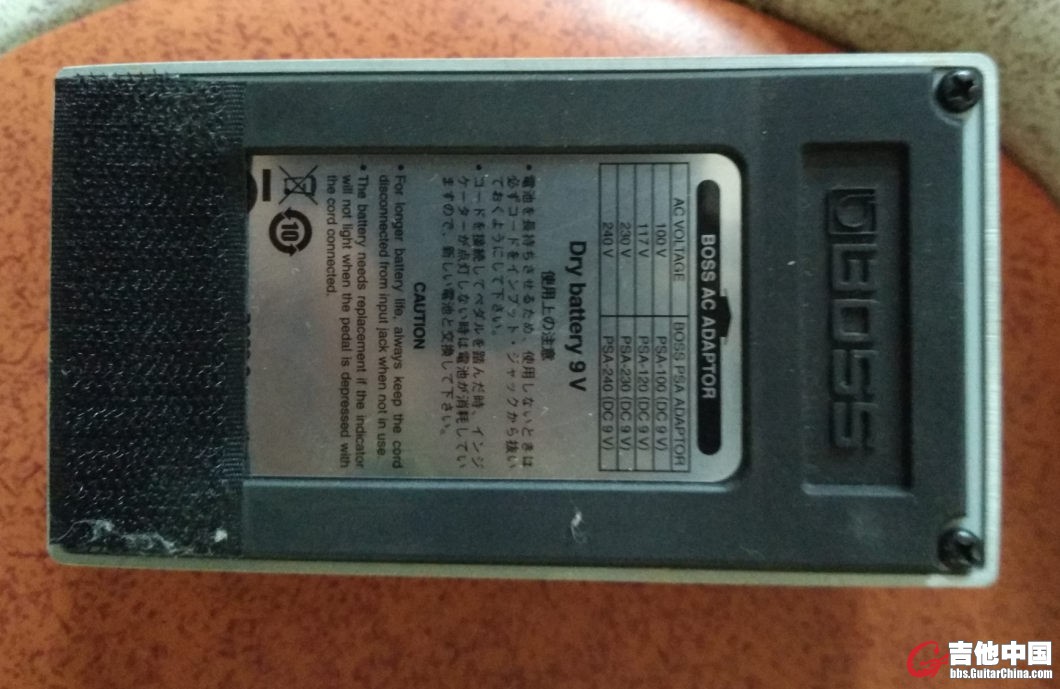 BOSS
BOSS AC ADAPTOR
AC VOLTAGE BOSS PSA ADAPTOR
100 V PSA-100 (DC 9 V)
117 V PSA-120 (DC 9 V)
230 V PSA-230 (DC 9 V)
240 V PSA-240 (DC 9 V)
Dry battery 9 V
使用上の注意
• 電池を長持ちさせるため、使用しないときは
必ずコードをインプット・ジャックから抜い
ておくようにして下さい。
• コードを接続してペダルを踏んだ時、インジ
ケーターが点灯しない時は電池が消耗してい
ますので、新しい電池と交換して下さい。
CAUTION
• For longer battery life, always keep the cord
disconnected from input jack when not in use.
• The battery needs replacement if the indicator
will not light when the pedal is depressed with
the cord connected.
10
吉他中国
bbs.GuitarChina.com